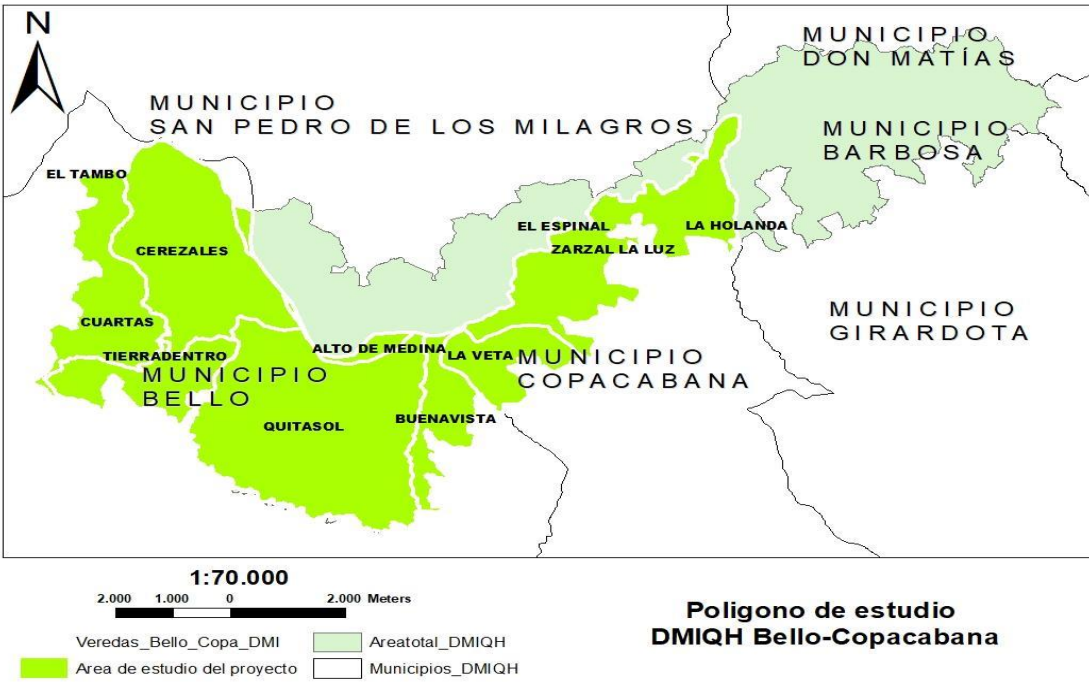 N
MUNICIPIO
DON MATÍAS
MUNICIPIO
SAN PEDRO DE LOS MILAGROS
MUNICIPIO
BARBOSA
EL TAMBO
EL ESPINAL
LA HOLANDA
CEREZALES
ZARZAL LA LUZ
MUNICIPIO
GIRARDOTA
CUARTAS
ALTO DE MEDINA
LA VETA
MUNICIPIO
COPACABANA
TIERRADENTRO
MUNICIPIO
BELLO
BUENAVISTA
QUITASOL
1:70.000
2.000 1.000 0 2.000 Meters
Veredas_Bello_Copa_DMI
Areatotal_DMIQH
Area de estudio del proyecto
Municipios_DMIQH
Poligono de estudio
DMIQH Bello-Copacabana